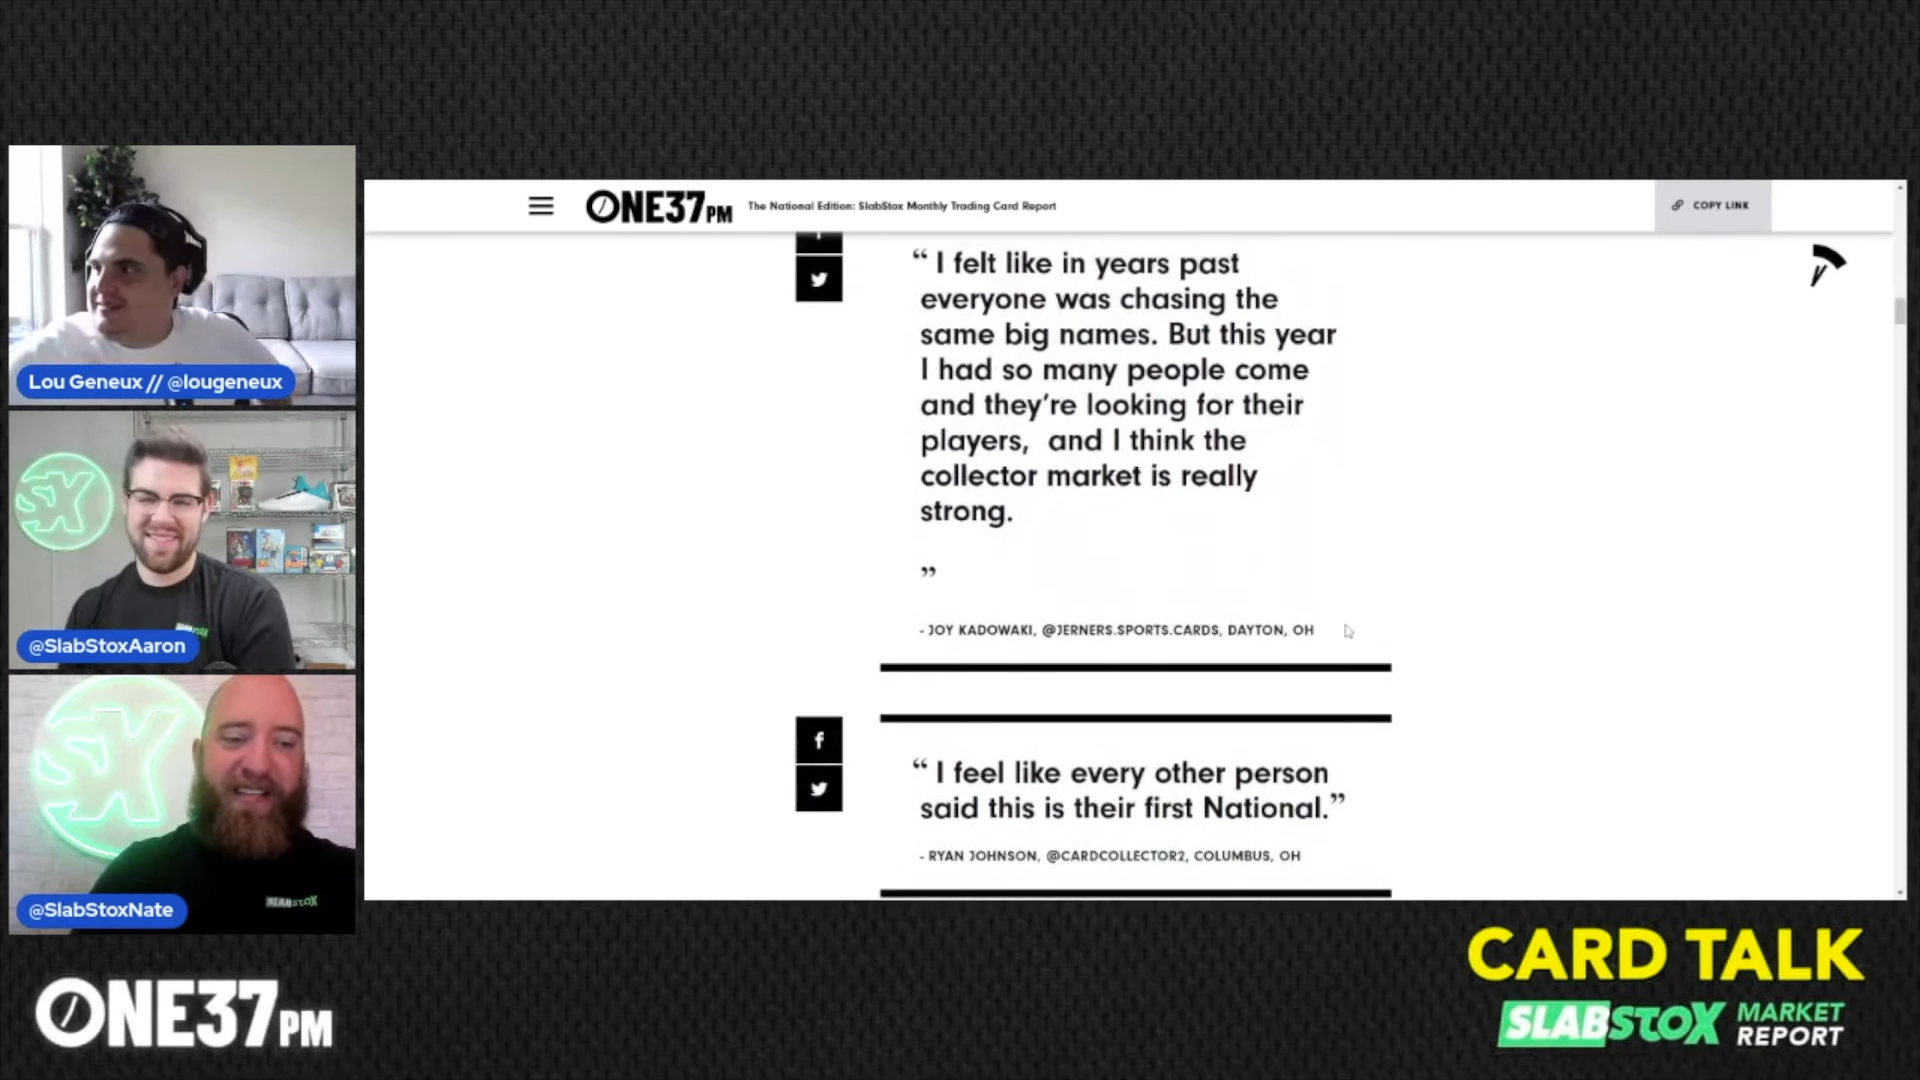 ONE37PM
The National Edition: SlabStox Monthly Trading Card Report
COPY LINK
“ I felt like in years past
everyone was chasing the
same big names. But this year
I had so many people come
and they’re looking for their
players,  and I think the
collector market is really
strong.
”
- JOY KADOWAKI, @JERNERS.SPORTS.CARDS, DAYTON, OH
“ I feel like every other person
said this is their first National.”
- RYAN JOHNSON, @CARDCOLLECTOR2, COLUMBUS, OH
Lou Geneux // @lougeneux
SX
@SlabStoxAaron
SX
SLABSTOX
@SlabStoxNate
ONE37PM
CARD TALK
SLABSTOX MARKET
REPORT